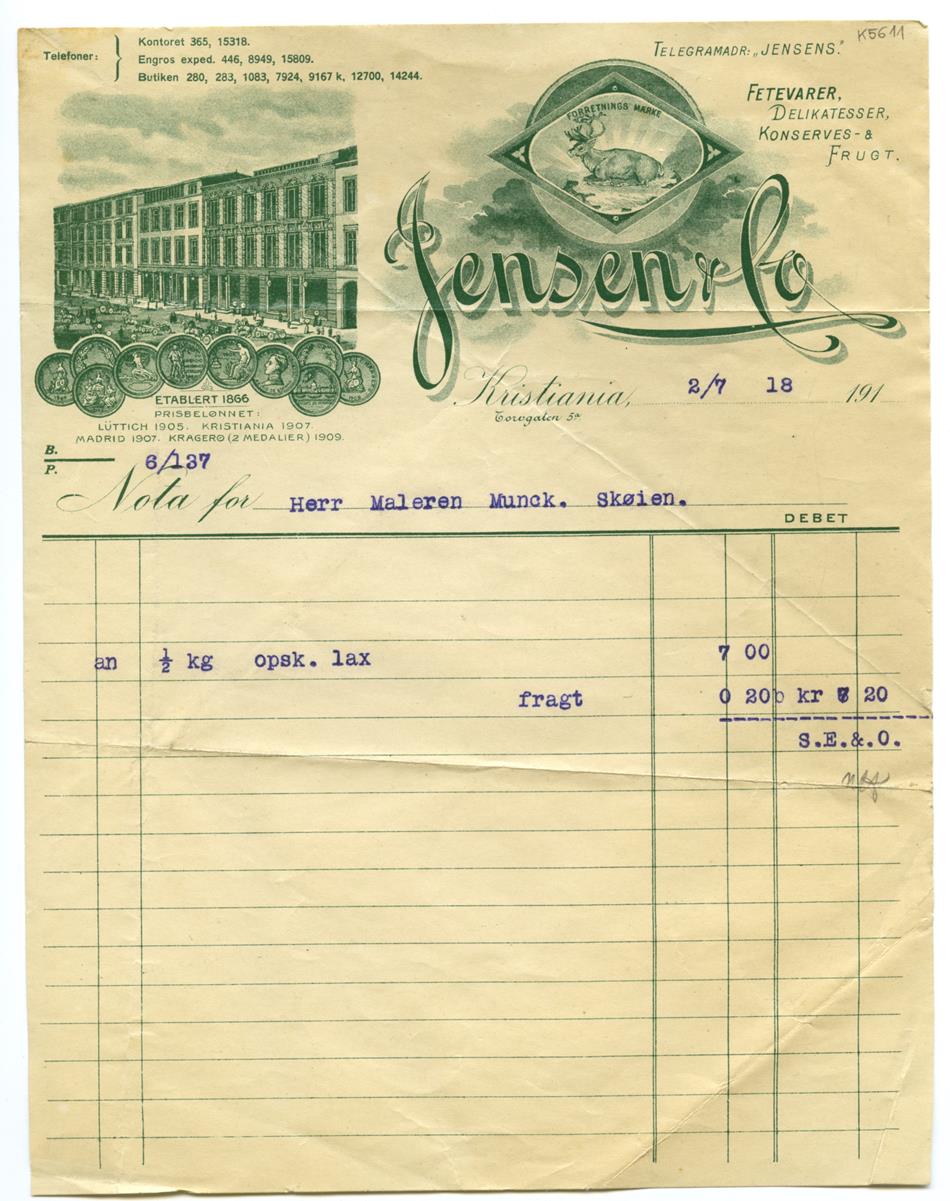 K5611
Telefoner:
Kontoret 365, 15318.
Engros exped. 446, 8949, 15809.
Butiken 280, 283, 1083, 7924, 9167 k, 12700, 14244.
TELEGRAMADR: „JENSENS."
FETEVARER,
DELIKATESSER,
KONSERVES- &
FRUGT.
FORRETNINGS MÆRKE
Jensen & Co
ETABLERT 1866
PRISBELØNNET:
LÜTTICH 1905. KRISTIANIA 1907.
MADRID 1907. KRAGERØ (2 MEDALIER) 1909.
Kristiania, 2/7 18 191
Torvgaten 5a
B.
P.
6/137
Nota for Herr Maleren Munck. Skøien.
DEBET
an ½ kg opsk. lax 7 00
fragt 0 20 kr 7 20
S.E.&.O.